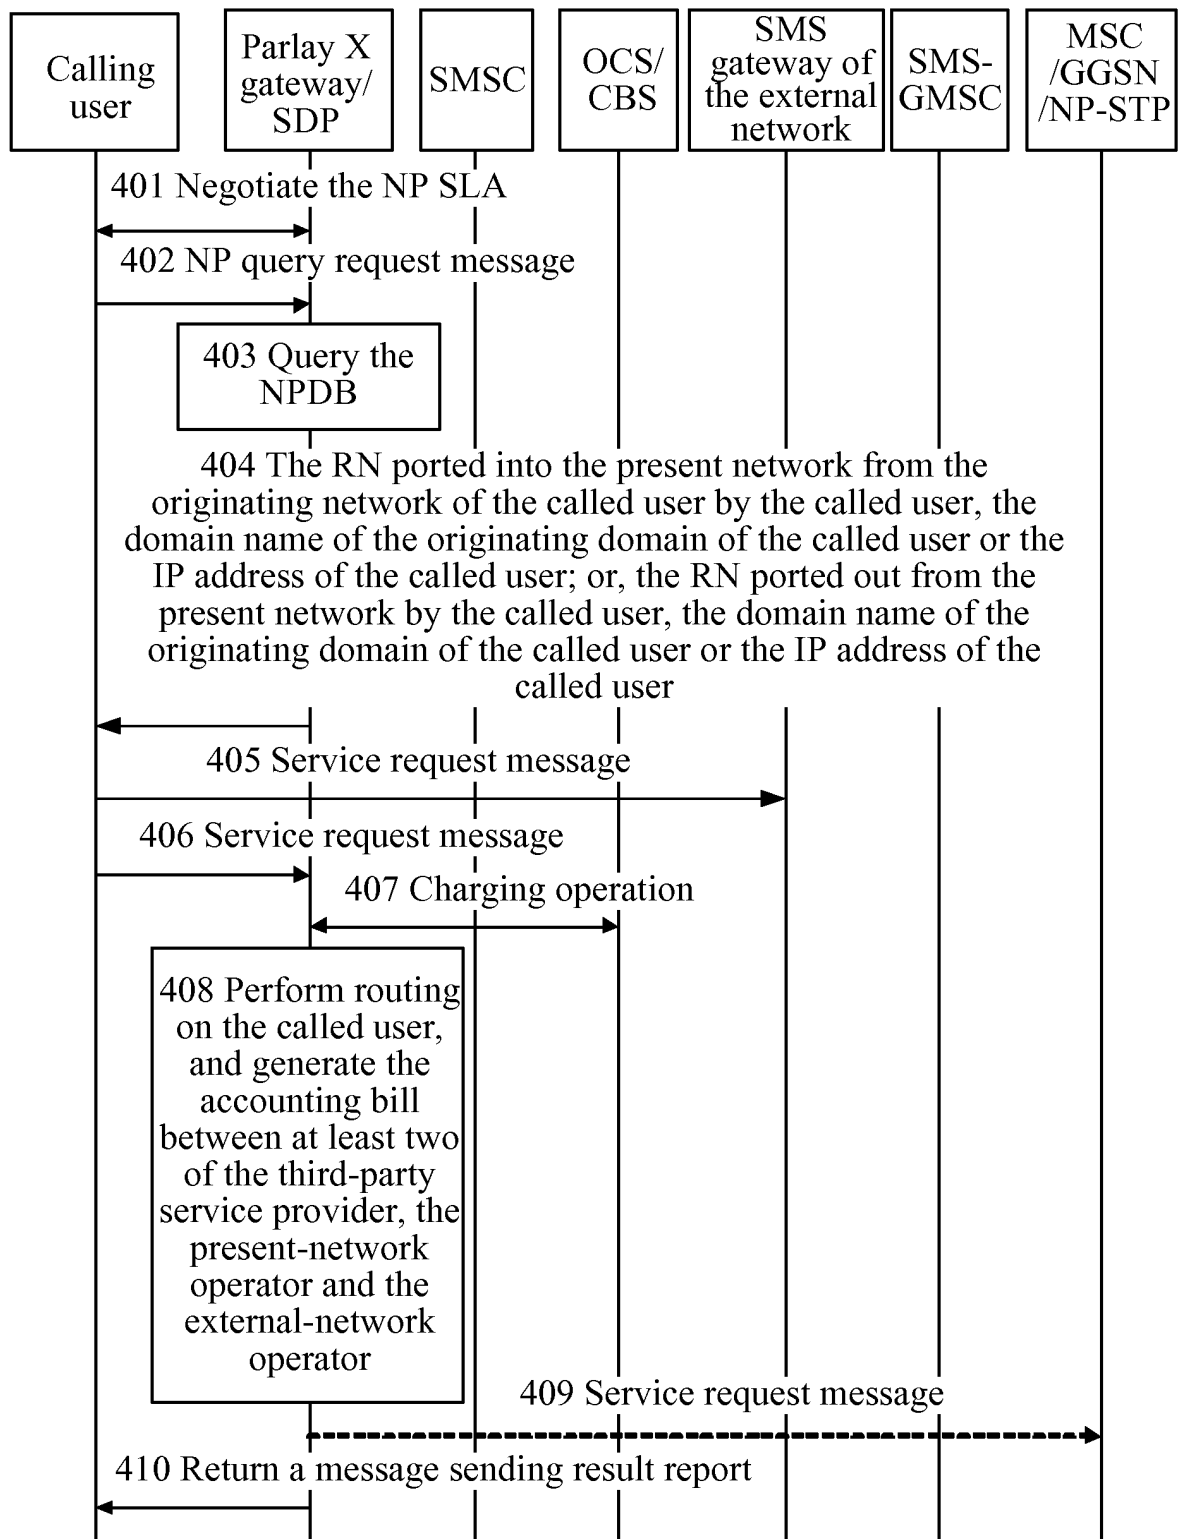 Calling
user
Parlay X
gateway/
SDP
SMSC
OCS/
CBS
SMS
gateway of
the external
network
SMS-
GMSC
MSC
/GGSN
/NP-STP
401 Negotiate the NP SLA
402 NP query request message
403 Query the
NPDB
404 The RN ported into the present network from the
originating network of the called user by the called user, the
domain name of the originating domain of the called user or the
IP address of the called user; or, the RN ported out from the
present network by the called user, the domain name of the
originating domain of the called user or the IP address of the
called user
405 Service request message
406 Service request message
407 Charging operation
408 Perform routing
on the called user,
and generate the
accounting bill
between at least two
of the third-party
service provider, the
present-network
operator and the
external-network
operator
409 Service request message
410 Return a message sending result report